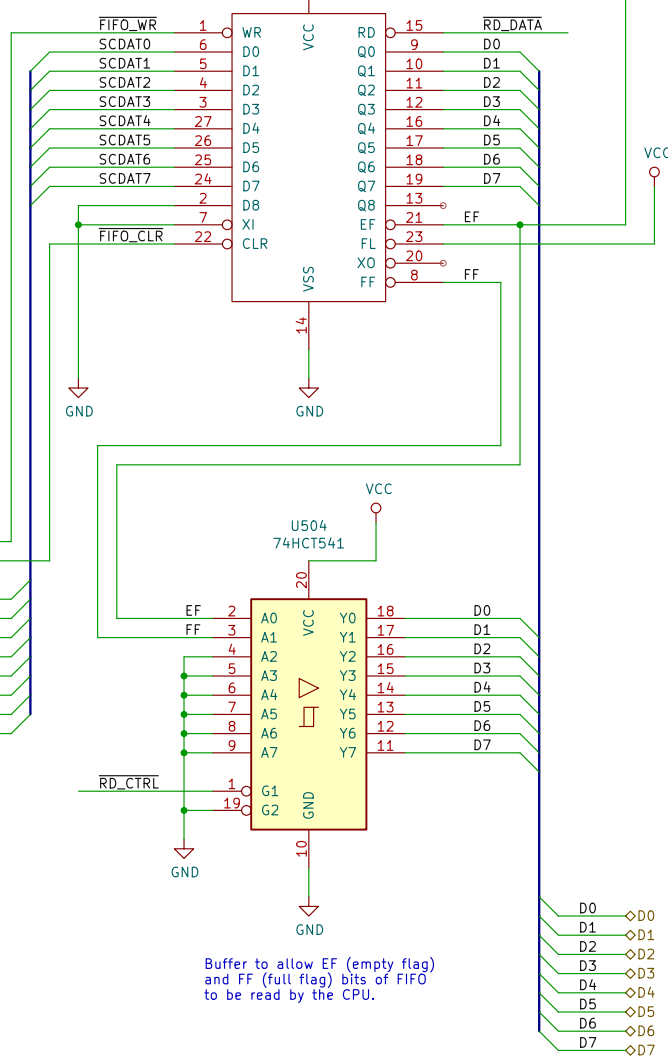 FIFO_WR 1 WR VCC RD 15 RD_DATA
SCDAT0 6 D0 Q0 9 D0
SCDAT1 5 D1 Q1 10 D1
SCDAT2 4 D2 Q2 11 D2
SCDAT3 3 D3 Q3 12 D3
SCDAT4 27 D4 Q4 16 D4
SCDAT5 26 D5 Q5 17 D5
SCDAT6 25 D6 Q6 18 D6
VCC
SCDAT7 24 D7 Q7 19 D7
2 D8 Q8 13
7 XI EF 21 EF
FIFO_CLR 22 CLR FL 23
XO 20
VSS FF 8 FF
14
GND GND
VCC
U504
74HCT541
20
EF 2 A0 VCC Y0 18 D0
FF 3 A1 Y1 17 D1
4 A2 Y2 16 D2
5 A3 Y3 15 D3
6 A4 Y4 14 D4
7 A5 Y5 13 D5
8 A6 Y6 12 D6
9 A7 Y7 11 D7
RD_CTRL 1 G1
19 G2 GND
10
GND
GND
D0 D0
D1 D1
D2 D2
D3 D3
D4 D4
D5 D5
D6 D6
D7 D7
Buffer to allow EF (empty flag)
and FF (full flag) bits of FIFO
to be read by the CPU.